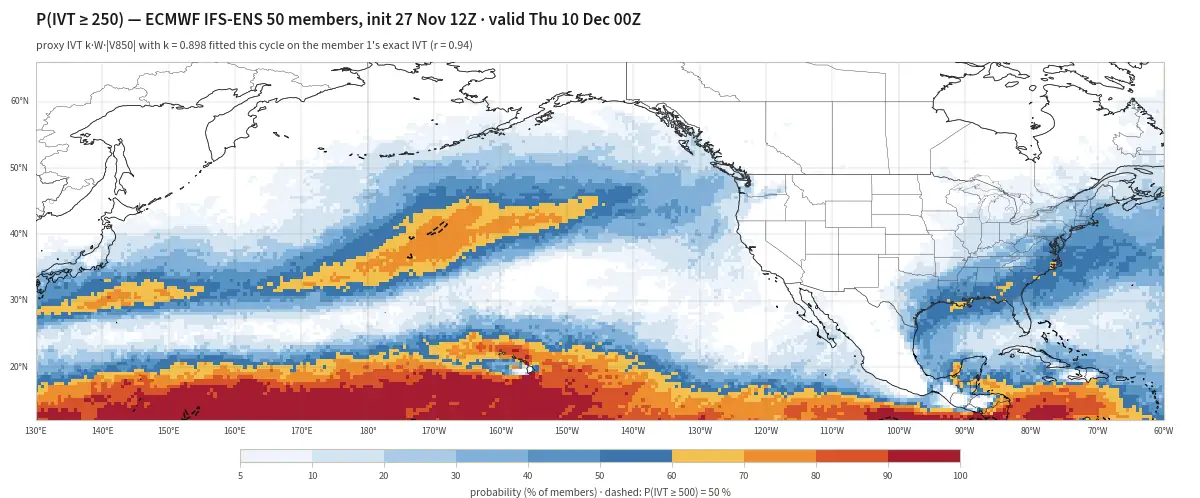 P(IVT ≥ 250) — ECMWF IFS-ENS 50 members, init 27 Nov 12Z · valid Thu 10 Dec 00Z
proxy IVT k·W·|V850| with k = 0.898 fitted this cycle on the member 1's exact IVT (r = 0.94)
60°N
50°N
40°N
30°N
20°N
130°E 140°E 150°E 160°E 170°E 180° 170°W 160°W 150°W 140°W 130°W 120°W 110°W 100°W 90°W 80°W 70°W 60°W
5 10 20 30 40 50 60 70 80 90 100
probability (% of members) · dashed: P(IVT ≥ 500) = 50 %